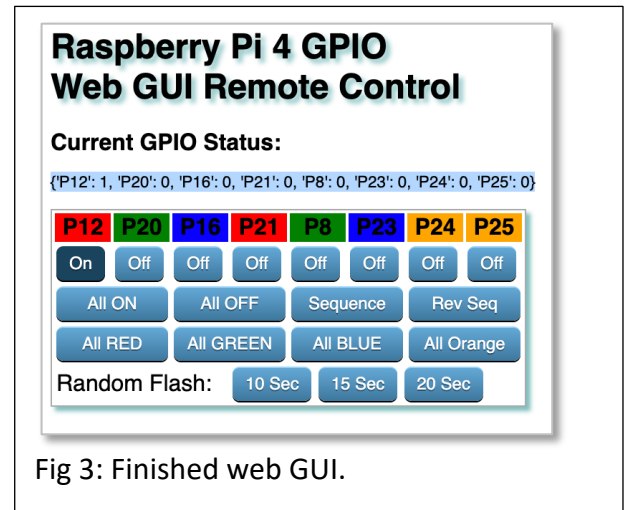 Raspberry Pi 4 GPIO
Web GUI Remote Control
Current GPIO Status:
{'P12': 1, 'P20': 0, 'P16': 0, 'P21': 0, 'P8': 0, 'P23': 0, 'P24': 0, 'P25': 0}
P12 P20 P16 P21 P8 P23 P24 P25
On Off Off Off Off Off Off Off
All ON All OFF Sequence Rev Seq
All RED All GREEN All BLUE All Orange
Random Flash: 10 Sec 15 Sec 20 Sec
Fig 3: Finished web GUI.